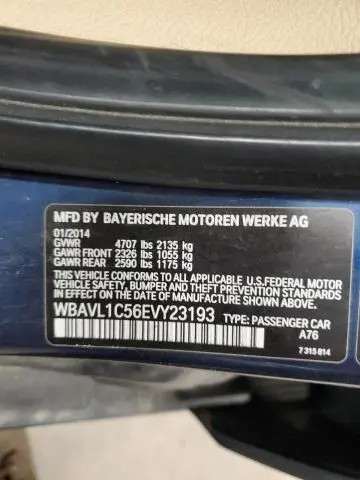 MFD BY BAYERISCHE MOTOREN WERKE AG
01/2014
GVWR 4707 lbs 2135 kg
GAWR FRONT 2326 lbs 1055 kg
GAWR REAR 2590 lbs 1175 kg
THIS VEHICLE CONFORMS TO ALL APPLICABLE U.S.FEDERAL MOTOR
VEHICLE SAFETY, BUMPER AND THEFT PREVENTION STANDARDS IN
EFFECT ON THE DATE OF MANUFACTURE SHOWN ABOVE.
WBAVL1C56EVY23193 TYPE: PASSENGER CAR
A76
7 315 814